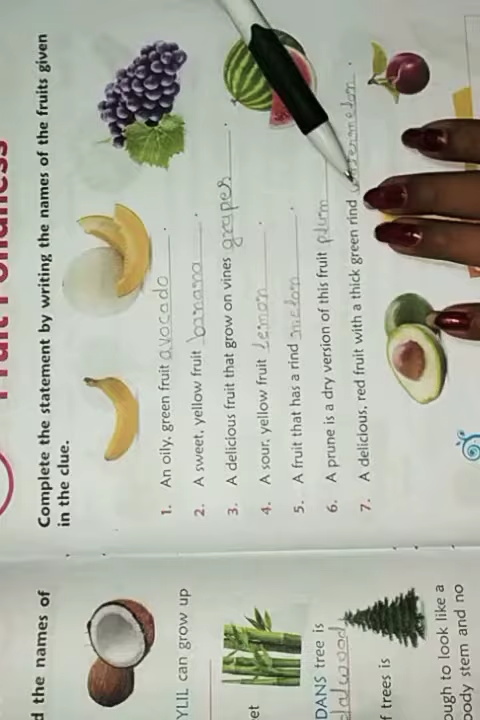 Complete the statement by writing the names of the fruits given
in the clue.
1. An oily, green fruit avocado.
2. A sweet, yellow fruit banana.
3. A delicious fruit that grow on vines grapes.
4. A sour, yellow fruit lemon.
5. A fruit that has a rind melon.
6. A prune is a dry version of this fruit plum
7. A delicious, red fruit with a thick green rind watermelon.
d the names of
YLIL can grow up
et
DANS tree is
dalwood
f trees is
ough to look like a
body stem and no